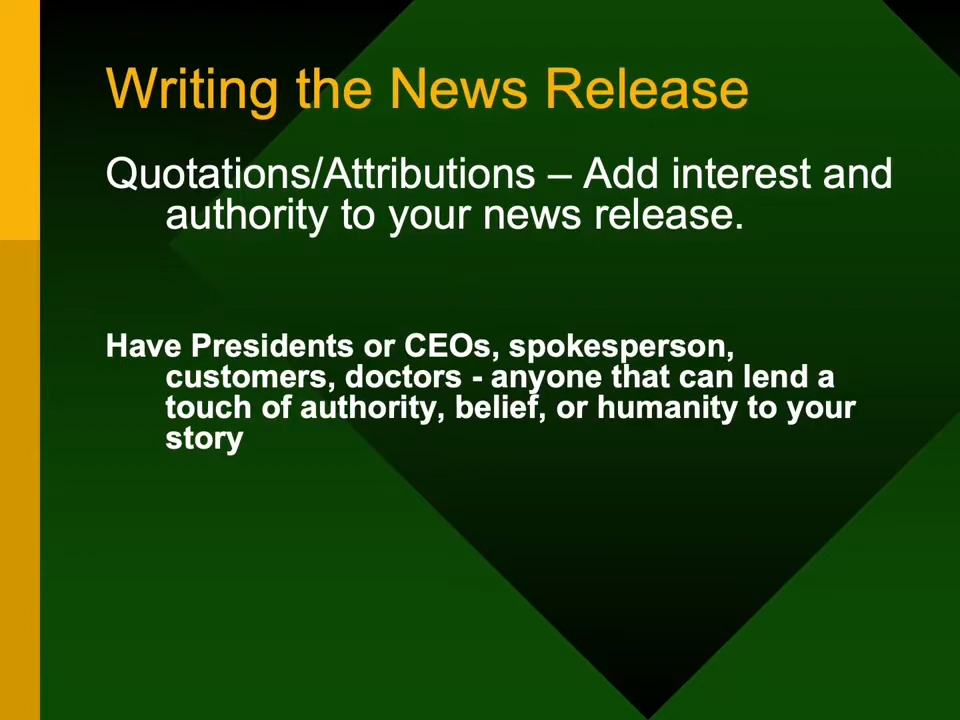 Writing the News Release
Quotations/Attributions – Add interest and
authority to your news release.
Have Presidents or CEOs, spokesperson,
customers, doctors - anyone that can lend a
touch of authority, belief, or humanity to your
story